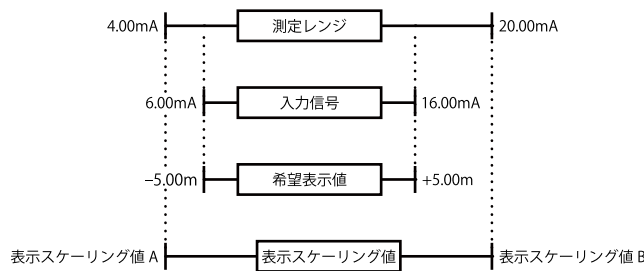 4.00mA 測定レンジ 20.00mA
6.00mA 入力信号 16.00mA
−5.00m 希望表示値 +5.00m
表示スケーリング値 A 表示スケーリング値 表示スケーリング値 B